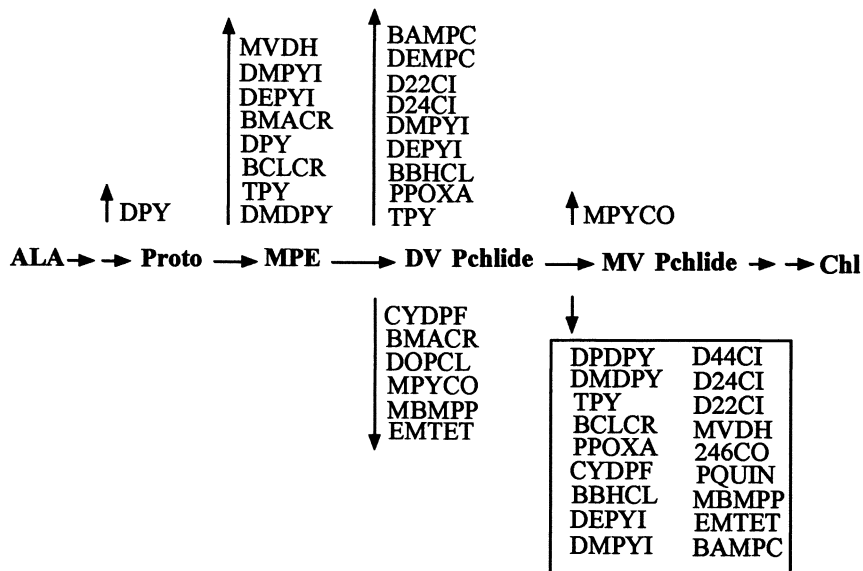 MVDH
DMPYI
DEPYI
BMACR
DPY
BCLCR
TPY
DMDPY
BAMPC
DEMPC
D22CI
D24CI
DMPYI
DEPYI
BBHCL
PPOXA
TPY
DPY
MPYCO
ALA Proto MPE DV Pchlide MV Pchlide Chl
CYDPF
BMACR
DOPCL
MPYCO
MBMPP
EMTET
DPDPY D44CI
DMDPY D24CI
TPY D22CI
BCLCR MVDH
PPOXA 246CO
CYDPF PQUIN
BBHCL MBMPP
DEPYI EMTET
DMPYI BAMPC